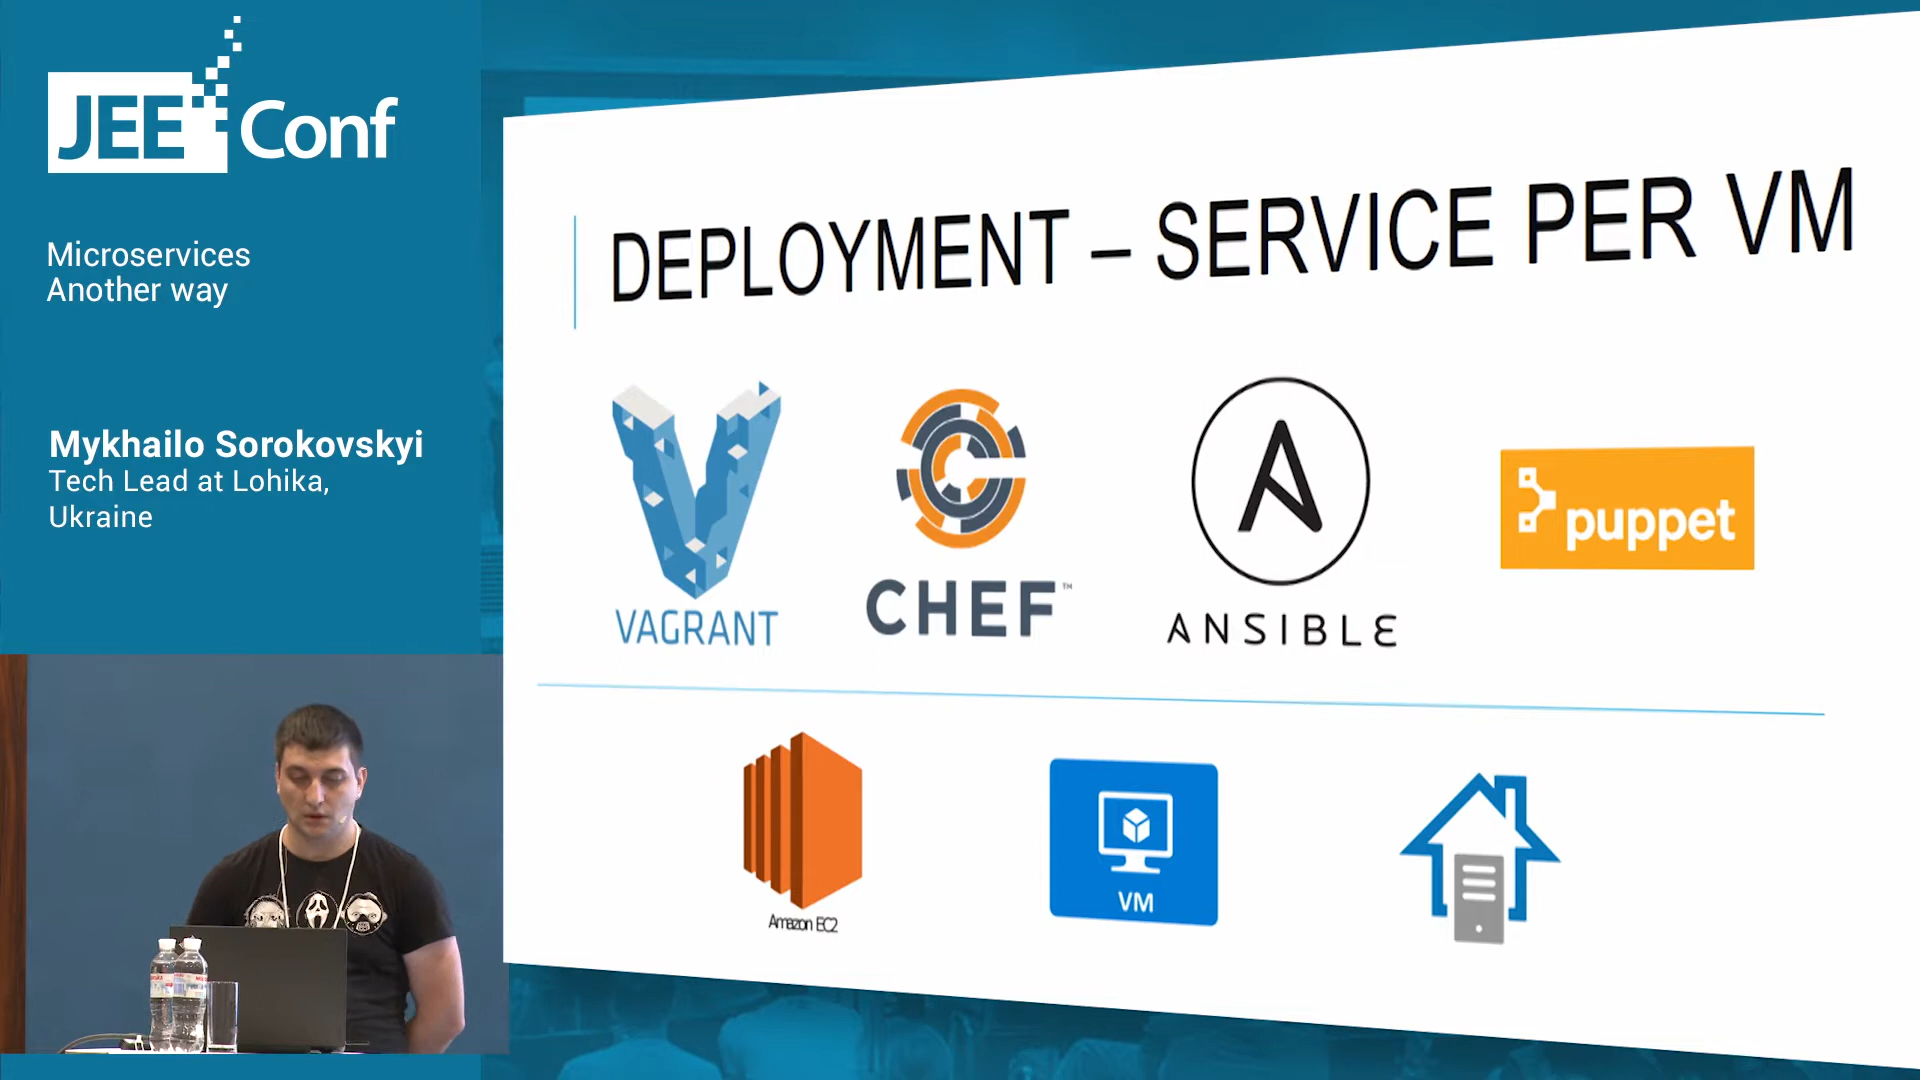 JEE Conf
Microservices
Another way
Mykhailo Sorokovskyi
Tech Lead at Lohika,
Ukraine
DEPLOYMENT – SERVICE PER VM
VAGRANT
CHEF™
ANSIBLE
puppet
Amazon EC2
VM